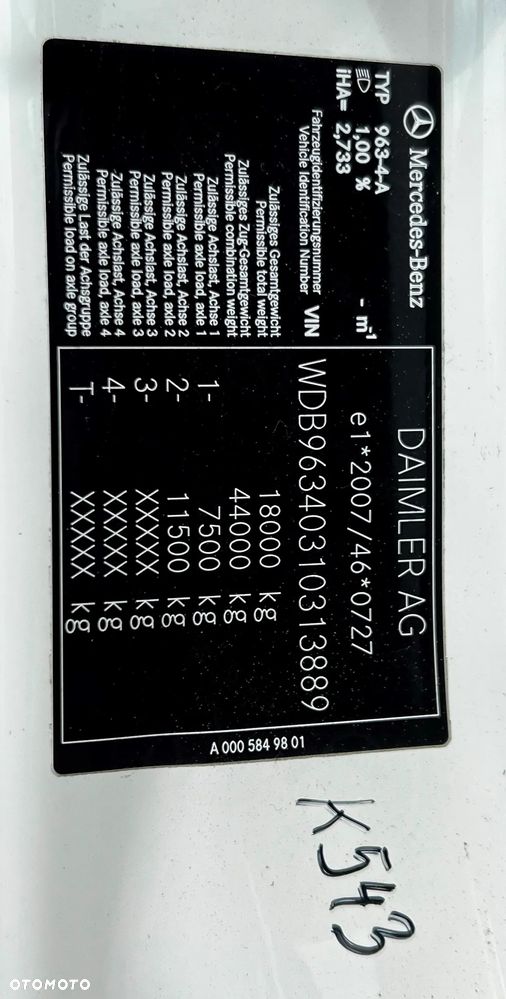 Mercedes-Benz
DAIMLER AG
TYP 963-4-A
1,00 % - m⁻¹
e1*2007/46*0727
iHA= 2,733
Fahrzeugidentifizierungsnummer
Vehicle Identification Number VIN
WDB96340310313889
Zulässiges Gesamtgewicht
Permissible total weight 18000 kg
Zulässiges Zug-Gesamtgewicht
Permissible combination weight 44000 kg
Zulässige Achslast, Achse 1
Permissible axle load, axle 1 1- 7500 kg
Zulässige Achslast, Achse 2
Permissible axle load, axle 2 2- 11500 kg
Zulässige Achslast, Achse 3
Permissible axle load, axle 3 3- XXXXX kg
Zulässige Achslast, Achse 4
Permissible axle load, axle 4 4- XXXXX kg
Zulässige Last der Achsgruppe
Permissible load on axle group T- XXXXX kg
A 000 584 98 01
K543
OTOMOTO